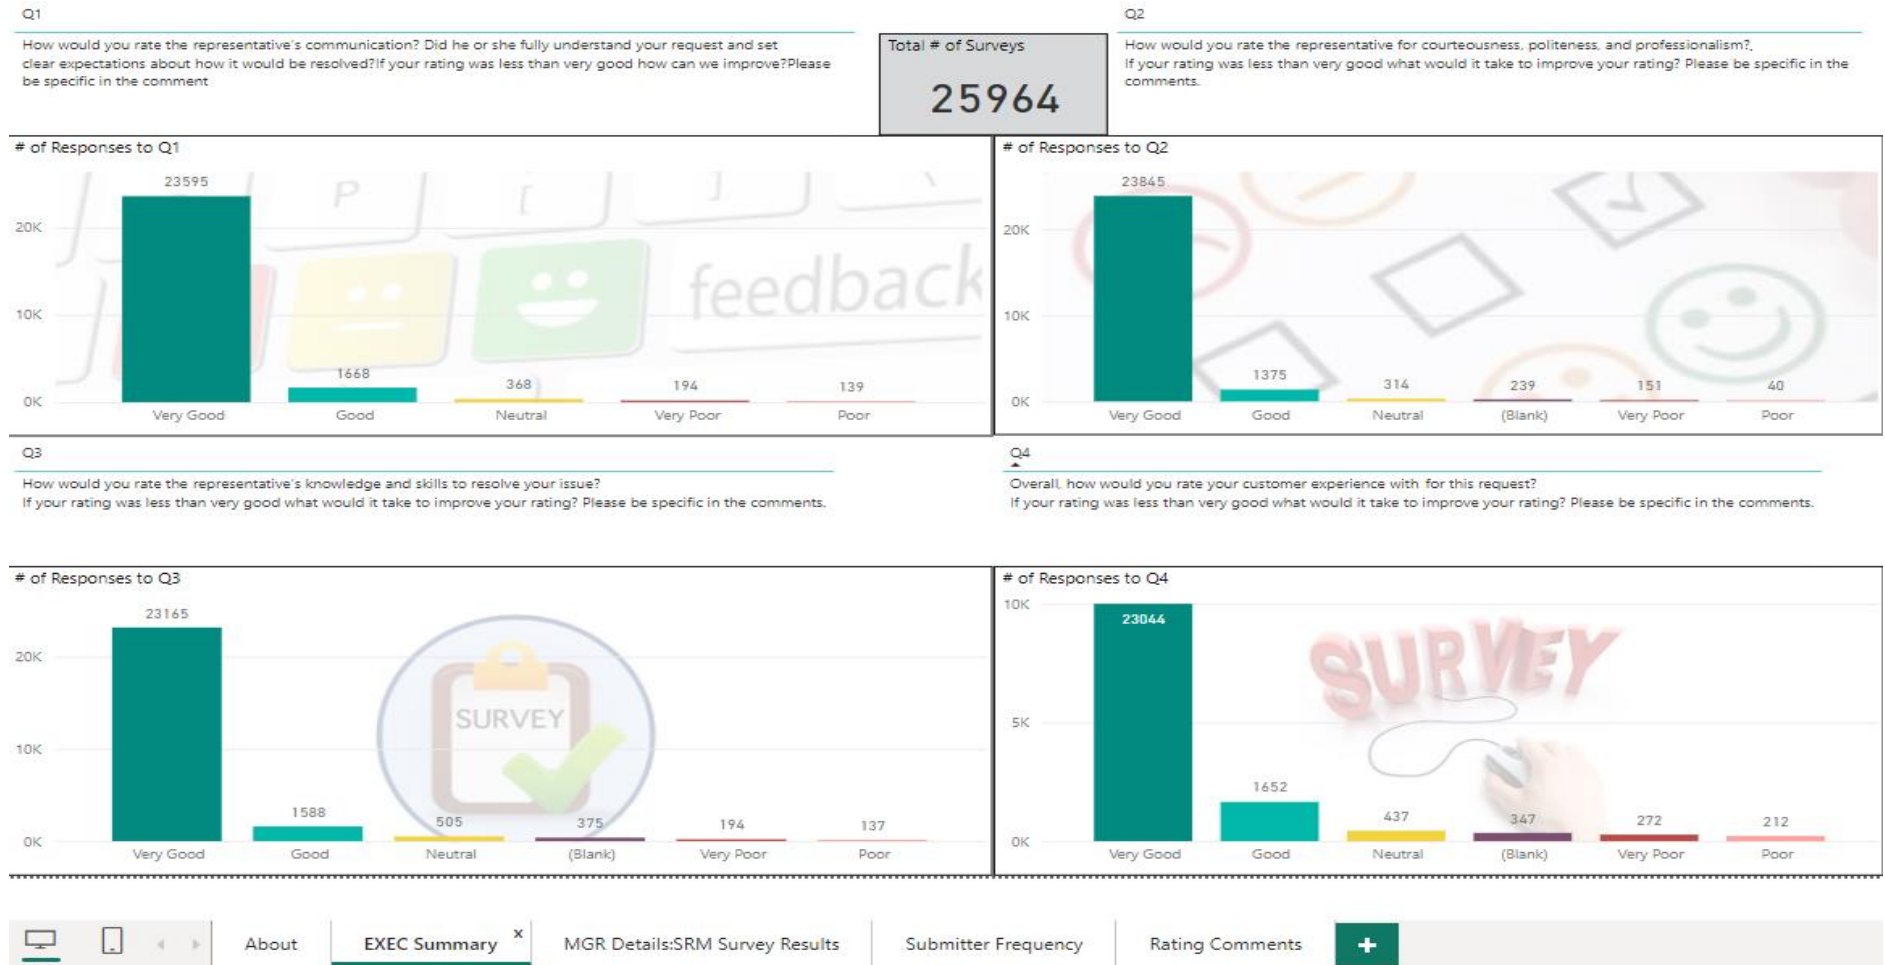 Q1
How would you rate the representative's communication? Did he or she fully understand your request and set
clear expectations about how it would be resolved?If your rating was less than very good how can we improve?Please
be specific in the comment
Total # of Surveys
25964
Q2
How would you rate the representative for courteousness, politeness, and professionalism?,
If your rating was less than very good what would it take to improve your rating? Please be specific in the
comments.
# of Responses to Q1
23595
1668
368
194
139
20K
10K
0K
Very Good
Good
Neutral
Very Poor
Poor
P
[
]
\
feedback
# of Responses to Q2
23845
1375
314
239
151
40
20K
10K
0K
Very Good
Good
Neutral
(Blank)
Very Poor
Poor
Q3
How would you rate the representative's knowledge and skills to resolve your issue?
If your rating was less than very good what would it take to improve your rating? Please be specific in the comments.
Q4
Overall, how would you rate your customer experience with for this request?
If your rating was less than very good what would it take to improve your rating? Please be specific in the comments.
# of Responses to Q3
23165
1588
505
375
194
137
20K
10K
0K
Very Good
Good
Neutral
(Blank)
Very Poor
Poor
SURVEY
# of Responses to Q4
10K
5K
0K
23044
1652
437
347
272
212
Very Good
Good
Neutral
(Blank)
Very Poor
Poor
SURVEY
About
EXEC Summary x
MGR Details:SRM Survey Results
Submitter Frequency
Rating Comments
+